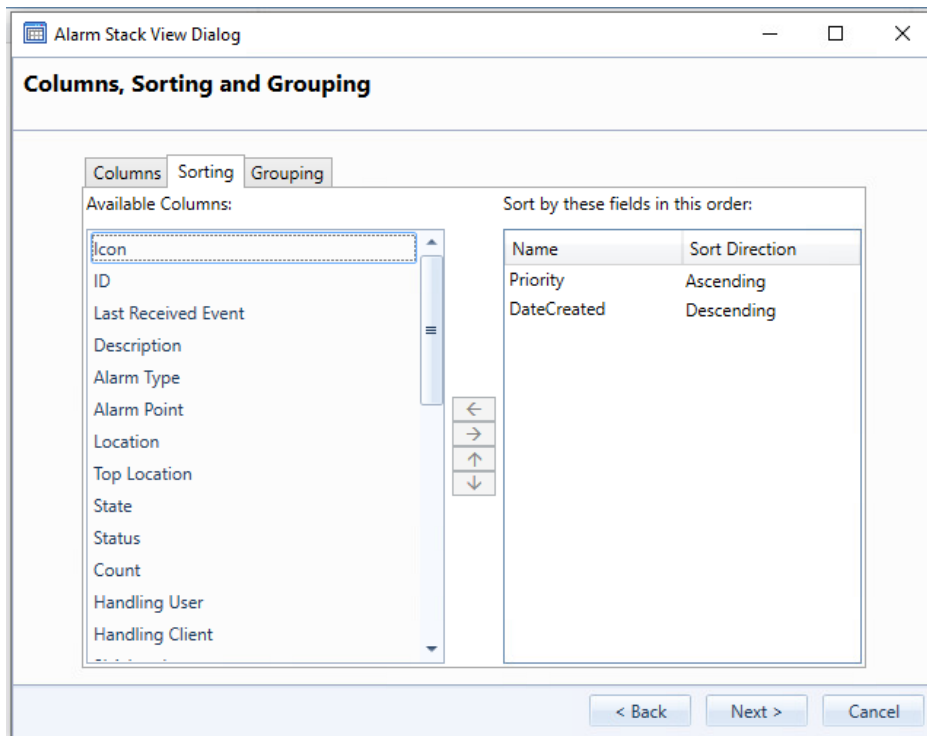 Alarm Stack View Dialog
Columns, Sorting and Grouping
Columns Sorting Grouping
Available Columns:
Icon
ID
Last Received Event
Description
Alarm Type
Alarm Point
Location
Top Location
State
Status
Count
Handling User
Handling Client
Sort by these fields in this order:
Name Sort Direction
Priority Ascending
DateCreated Descending
< Back Next > Cancel